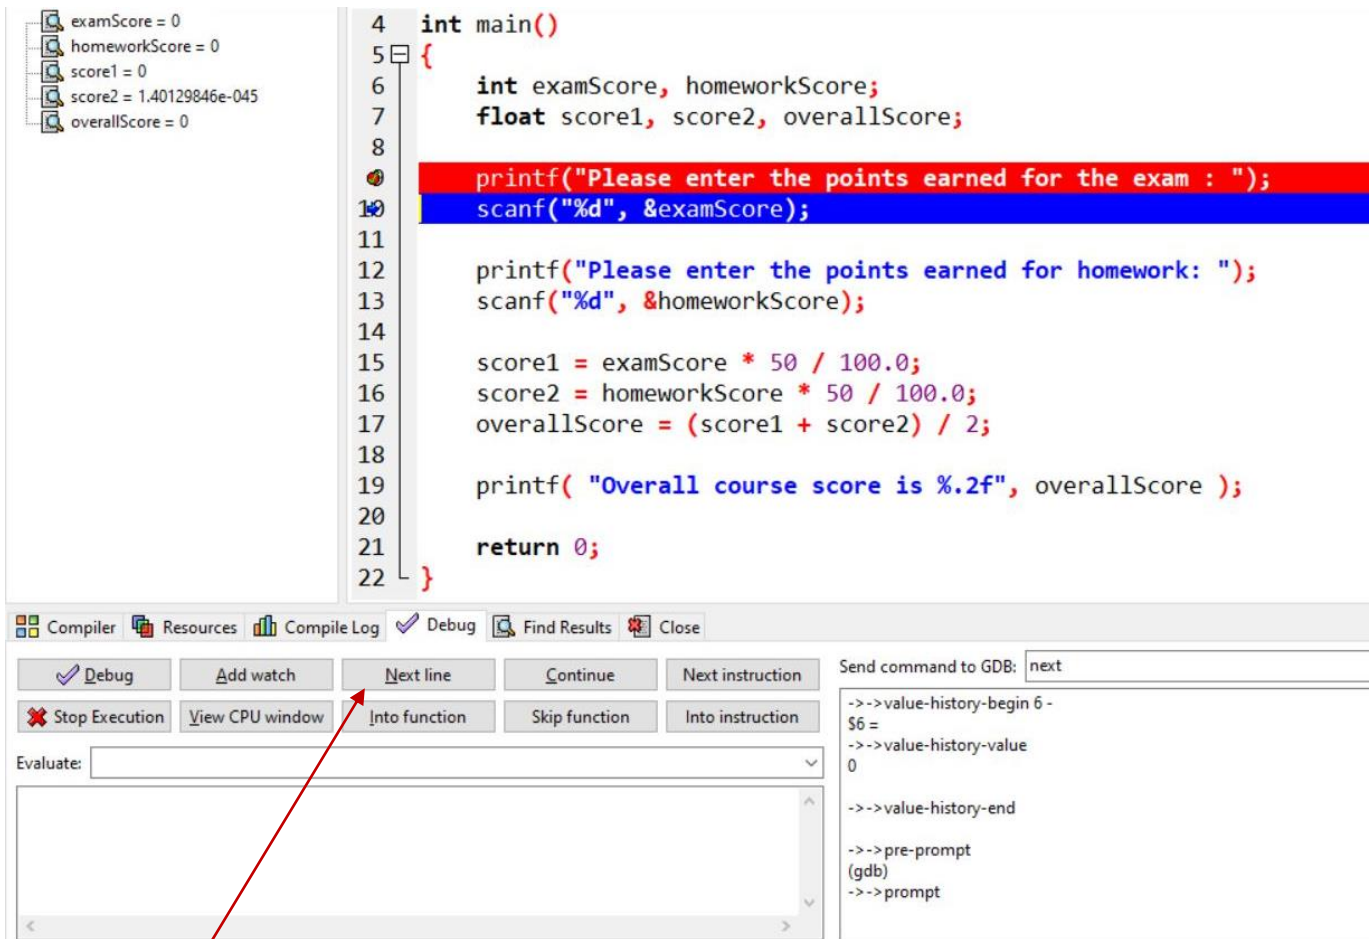 examScore = 0
homeworkScore = 0
score1 = 0
score2 = 1.40129846e-045
overallScore = 0
4 int main()
5 {
6 int examScore, homeworkScore;
7 float score1, score2, overallScore;
8
printf("Please enter the points earned for the exam : ");
10 scanf("%d", &examScore);
11
12 printf("Please enter the points earned for homework: ");
13 scanf("%d", &homeworkScore);
14
15 score1 = examScore * 50 / 100.0;
16 score2 = homeworkScore * 50 / 100.0;
17 overallScore = (score1 + score2) / 2;
18
19 printf( "Overall course score is %.2f", overallScore );
20
21 return 0;
22 }
Compiler Resources Compile Log Debug Find Results Close
Debug Add watch Next line Continue Next instruction
Stop Execution View CPU window Into function Skip function Into instruction
Evaluate:
Send command to GDB: next
->->value-history-begin 6 -
$6 =
->->value-history-value
0
->->value-history-end
->->pre-prompt
(gdb)
->->prompt